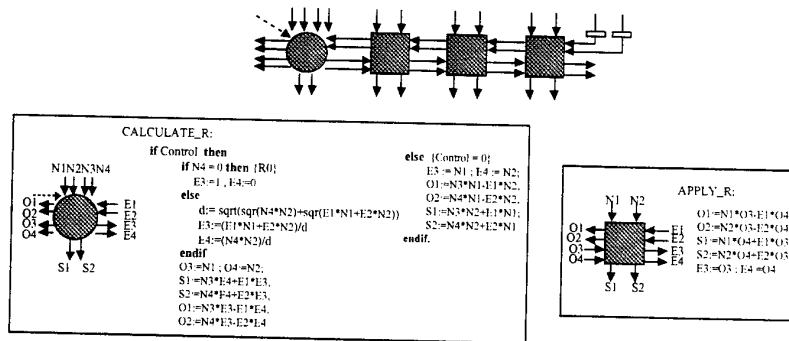 CALCULATE_R:
N1N2N3N4
O1
O2
O3
O4
E1
E2
E3
E4
S1 S2
if Control then
if N4 = 0 then {R0}
E3:=1 , E4:=0
else
d:= sqrt(sqr(N4*N2)+sqr(E1*N1+E2*N2))
E3:=(E1*N1+E2*N2)/d
E4:=(N4*N2)/d
endif
O3:=N1 ; O4:=N2;
S1:=N3*E4+E1*E3,
S2:=N4*E4+E2*E3,
O1:=N3*E3-E1*E4,
O2:=N4*E3-E2*E4
else {Control = 0}
E3 := N1 ; E4 := N2;
O1:=N3*N1-E1*N2,
O2:=N4*N1-E2*N2,
S1:=N3*N2+E1*N1;
S2:=N4*N2+E2*N1
endif.
APPLY_R:
N1 N2
O1
O2
O3
O4
E1
E2
E3
E4
S1 S2
O1:=N1*O3-E1*O4
O2:=N2*O3-E2*O4
S1:=N1*O4+E1*O3
S2:=N2*O4+E2*O3
E3:=O3 ; E4:=O4